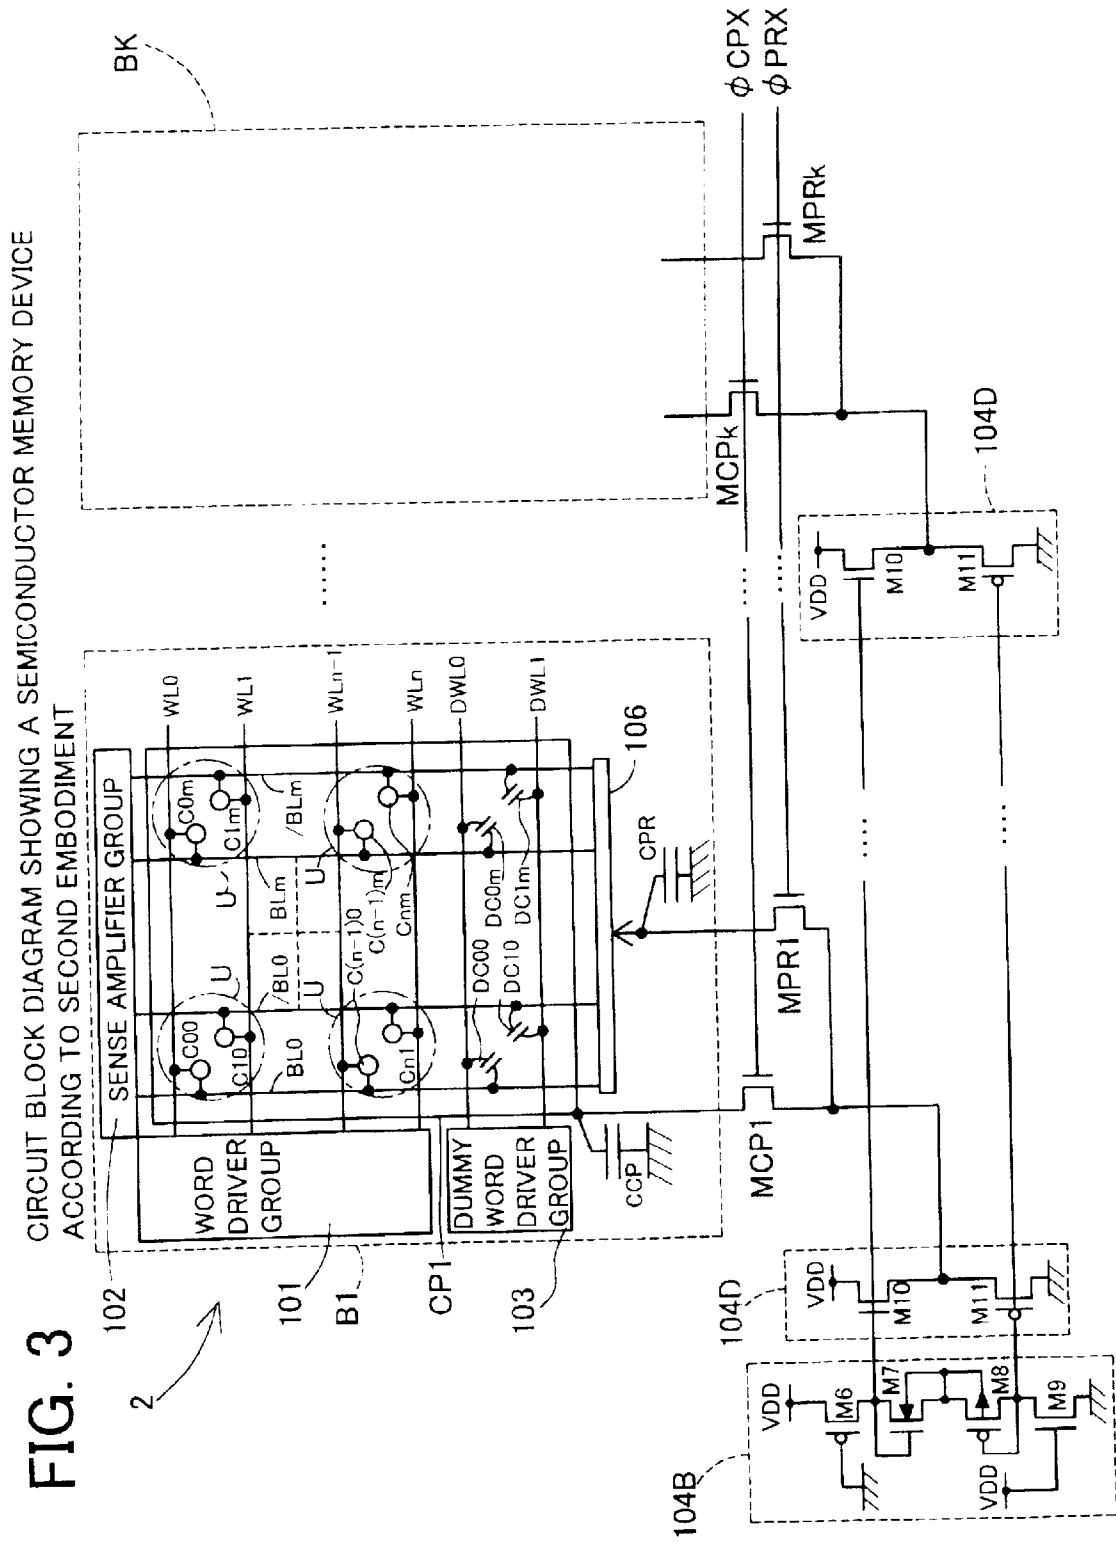 FIG. 3
CIRCUIT BLOCK DIAGRAM SHOWING A SEMICONDUCTOR MEMORY DEVICE
ACCORDING TO SECOND EMBODIMENT
2
BK
102
SENSE AMPLIFIER GROUP
101
WORD
DRIVER
GROUP
B1
CP1
103
DUMMY
WORD
DRIVER
GROUP
C00
C10
U
BL0
/BL0
C0m
C1m
U
BLm
/BLm
WL0
WL1
U
U
Cn1
C(n-1)0
C(n-1)m
Cnm
WLn-1
WLn
DC00
DC10
DC0m
DC1m
DWL0
DWL1
106
CCP
CPR
......
MCP1
MPR1
MCPk
MPRk
φCPX
φPRX
....
....
104B
VDD
M6
M7
M8
M9
VDD
104D
VDD
M10
M11
....
....
104D
VDD
M10
M11